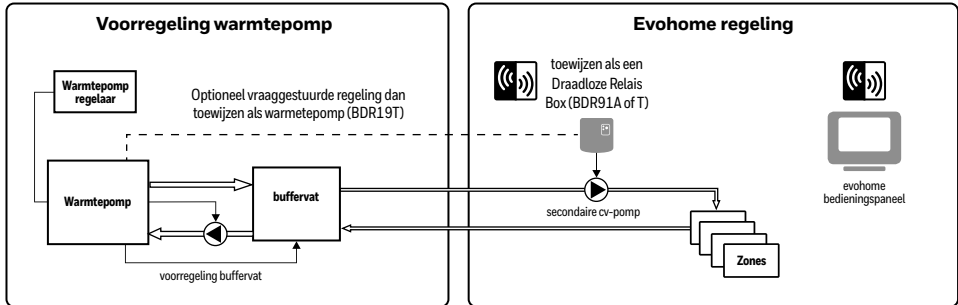 Voorregeling warmtepomp
Warmtepomp
regelaar
Optioneel vraaggestuurde regeling dan
toewijzen als warmetepomp (BDR19T)
Warmtepomp
buffervat
voorregeling buffervat
Evohome regeling
toewijzen als een
Draadloze Relais
Box (BDR91A of T)
secondaire cv-pomp
Zones
evohome
bedieningspaneel